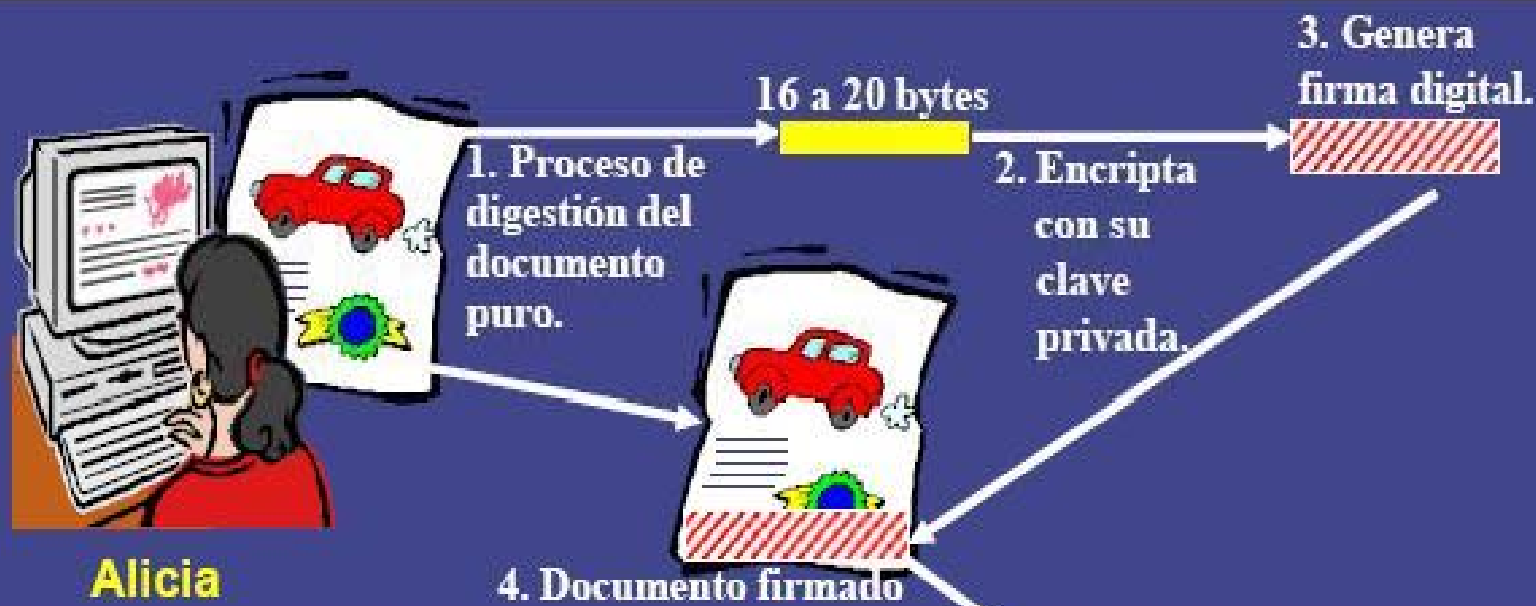 3. Genera
firma digital.
16 a 20 bytes
1. Proceso de
digestión del
documento
puro.
2. Encripta
con su
clave
privada.
Alicia
4. Documento firmado